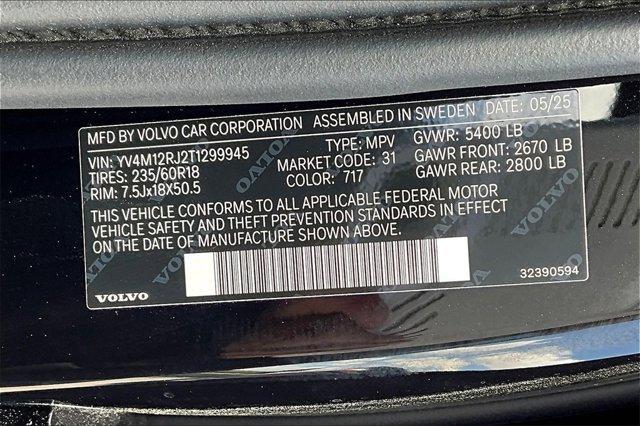 MFD BY VOLVO CAR CORPORATION ASSEMBLED IN SWEDEN DATE: 05/25
VIN: YV4M12RJ2T1299945 TYPE: MPV GVWR: 5400 LB
TIRES: 235/60R18 MARKET CODE: 31 GAWR FRONT: 2670 LB
RIM: 7.5Jx18X50.5 COLOR: 717 GAWR REAR: 2800 LB
THIS VEHICLE CONFORMS TO ALL APPLICABLE FEDERAL MOTOR
VEHICLE SAFETY AND THEFT PREVENTION STANDARDS IN EFFECT
ON THE DATE OF MANUFACTURE SHOWN ABOVE.
32390594
VOLVO